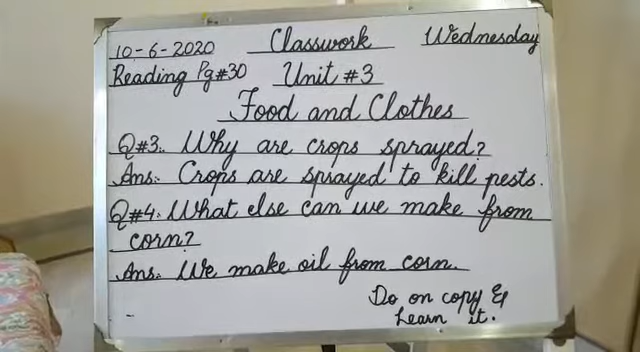 10-6-2020 Classwork Wednesday
Reading Pg#30 Unit #3
Food and Clothes
Q#3. Why are crops sprayed?
Ans:- Crops are sprayed to kill pests.
Q#4. What else can we make from
corn?
Ans:- We make oil from corn.
Do on copy &
Learn it.